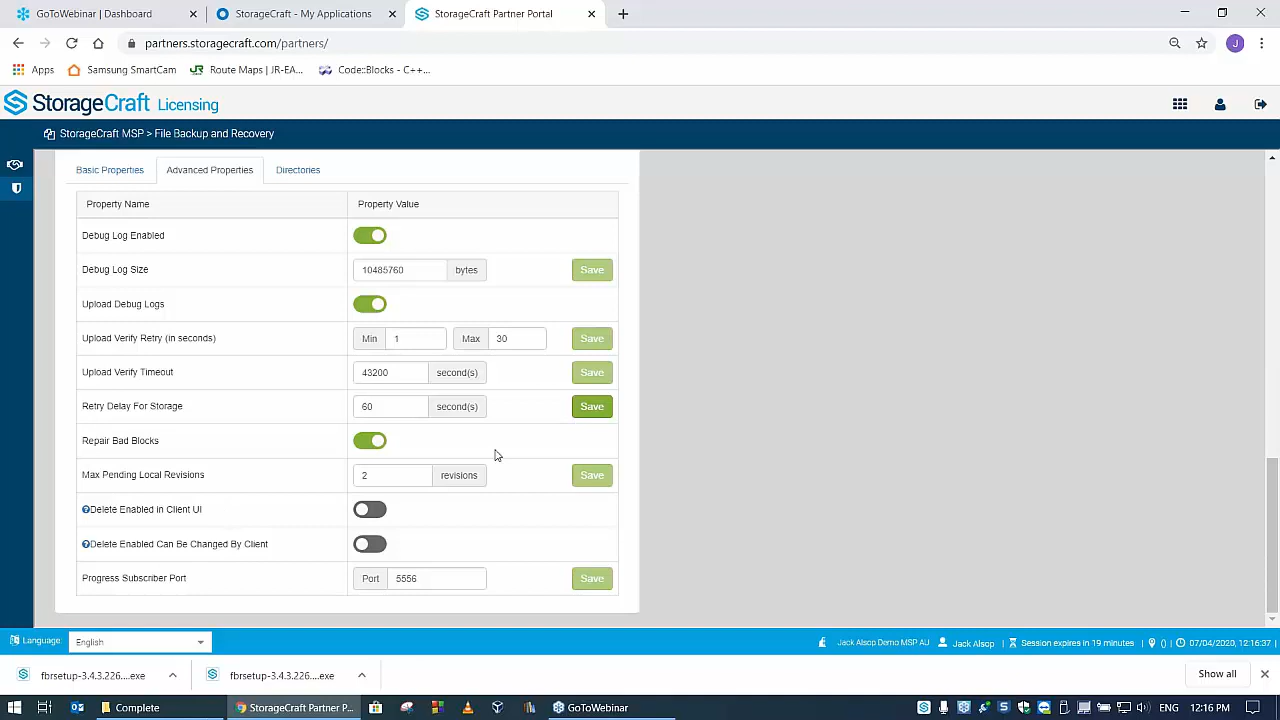 GoToWebinar | Dashboard
StorageCraft - My Applications
StorageCraft Partner Portal
partners.storagecraft.com/partners/
J
Apps
Samsung SmartCam
Route Maps | JR-EA...
Code::Blocks - C++...
StorageCraft Licensing
StorageCraft MSP > File Backup and Recovery
Basic Properties
Advanced Properties
Directories
Property Name
Property Value
Debug Log Enabled
Debug Log Size
10485760
bytes
Save
Upload Debug Logs
Upload Verify Retry (in seconds)
Min
1
Max
30
Save
Upload Verify Timeout
43200
second(s)
Save
Retry Delay For Storage
60
second(s)
Save
Repair Bad Blocks
Max Pending Local Revisions
2
revisions
Save
Delete Enabled in Client UI
Delete Enabled Can Be Changed By Client
Progress Subscriber Port
Port
5556
Save
Language:
English
Jack Alsop Demo MSP AU
Jack Alsop
Session expires in 19 minutes
()
07/04/2020, 12:16:37
fbrsetup-3.4.3.226....exe
fbrsetup-3.4.3.226....exe
Show all
Complete
StorageCraft Partner P...
GoToWebinar
ENG
12:16 PM